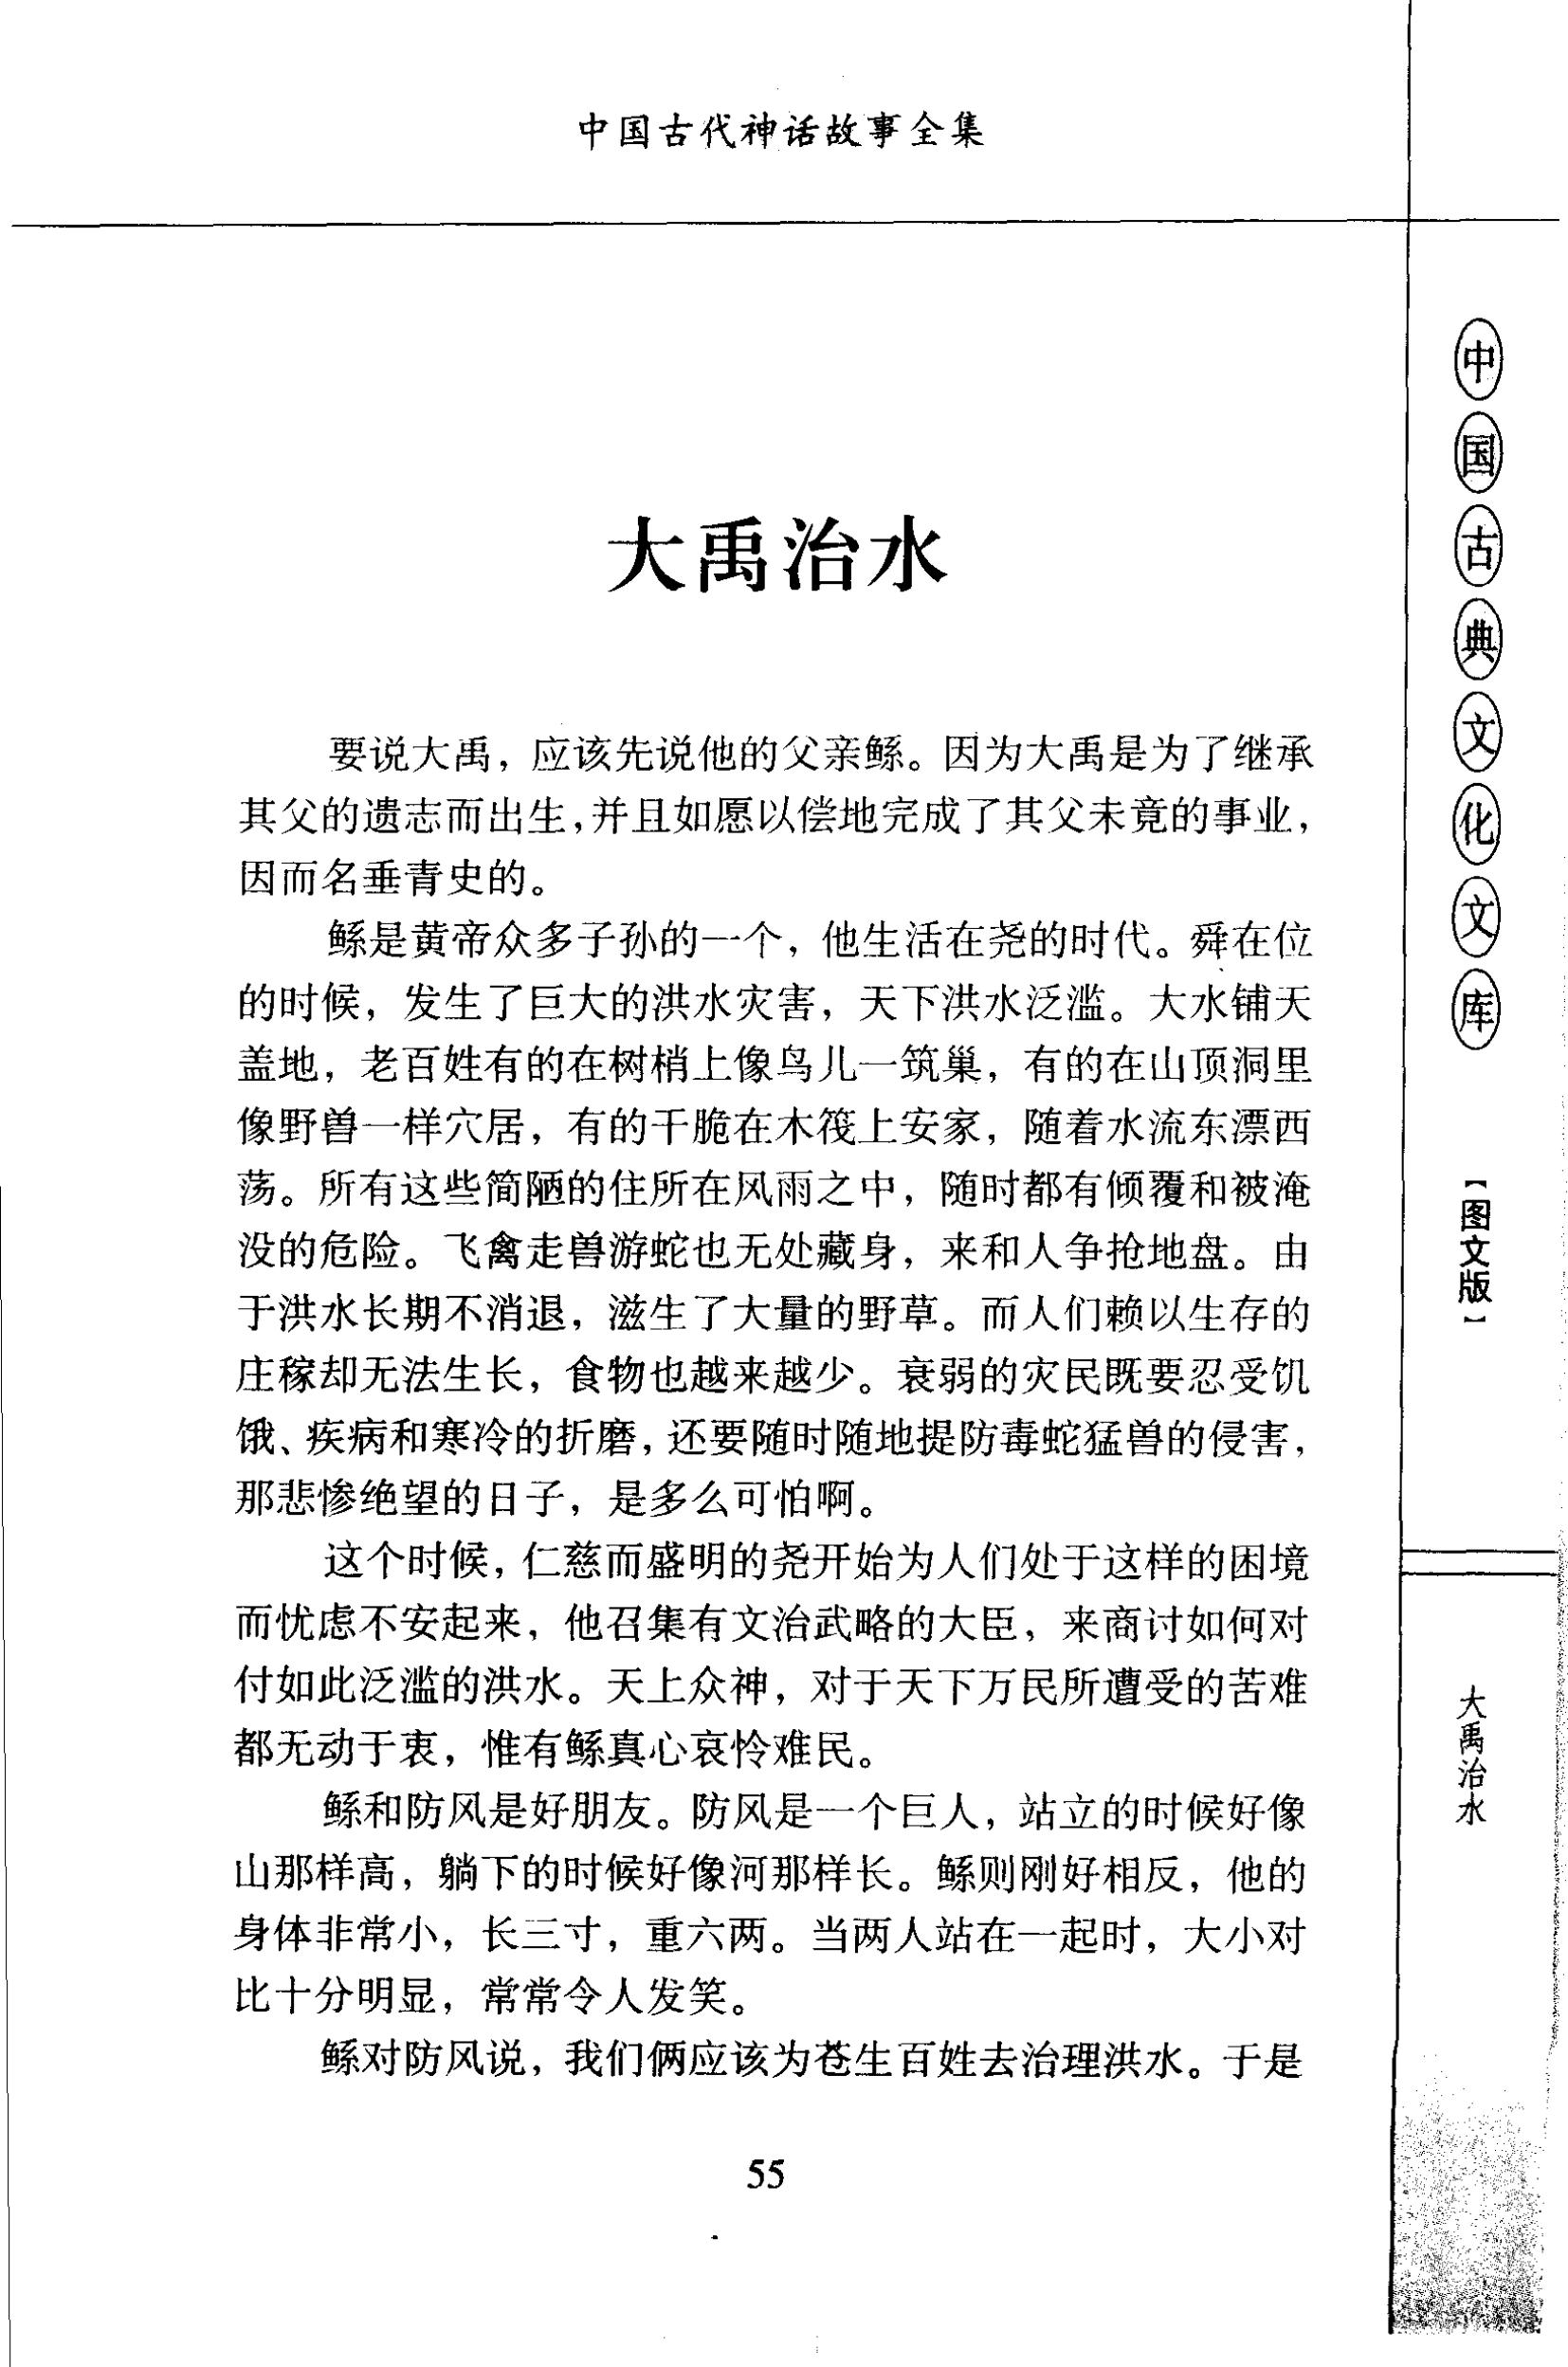 中国古代神话故事全集
大禹治水
要说大禹，应该先说他的父亲鲧。因为大禹是为了继承
其父的遗志而出生，并且如愿以偿地完成了其父未竟的事业，
因而名垂青史的。
鲧是黄帝众多子孙的一个，他生活在尧的时代。舜在位
的时候，发生了巨大的洪水灾害，天下洪水泛滥。大水铺天
盖地，老百姓有的在树梢上像鸟儿一筑巢，有的在山顶洞里
像野兽一样穴居，有的干脆在木筏上安家，随着水流东漂西
荡。所有这些简陋的住所在风雨之中，随时都有倾覆和被淹
没的危险。飞禽走兽游蛇也无处藏身，来和人争抢地盘。由
于洪水长期不消退，滋生了大量的野草。而人们赖以生存的
庄稼却无法生长，食物也越来越少。衰弱的灾民既要忍受饥
饿、疾病和寒冷的折磨，还要随时随地提防毒蛇猛兽的侵害，
那悲惨绝望的日子，是多么可怕啊。
这个时候，仁慈而盛明的尧开始为人们处于这样的困境
而忧虑不安起来，他召集有文治武略的大臣，来商讨如何对
付如此泛滥的洪水。天上众神，对于天下万民所遭受的苦难
都无动于衷，惟有鲧真心哀怜难民。
鲧和防风是好朋友。防风是一个巨人，站立的时候好像
山那样高，躺下的时候好像河那样长。鲧则刚好相反，他的
身体非常小，长三寸，重六两。当两人站在一起时，大小对
比十分明显，常常令人发笑。
鲧对防风说，我们俩应该为苍生百姓去治理洪水。于是
55
中国古典文化文库
【图文版】
大禹治水